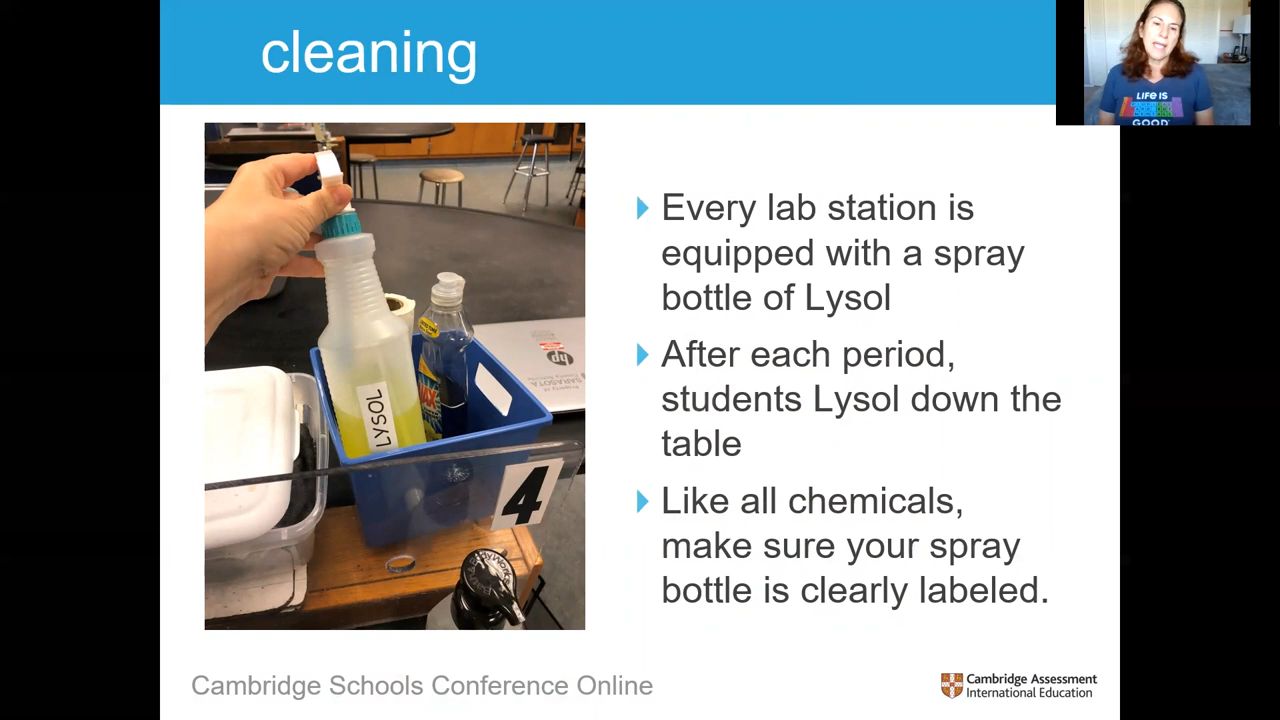 cleaning
LIFE IS
GOOD
LYSOL
hp
4
Every lab station is
equipped with a spray
bottle of Lysol
After each period,
students Lysol down the
table
Like all chemicals,
make sure your spray
bottle is clearly labeled.
Cambridge Schools Conference Online
Cambridge Assessment
International Education